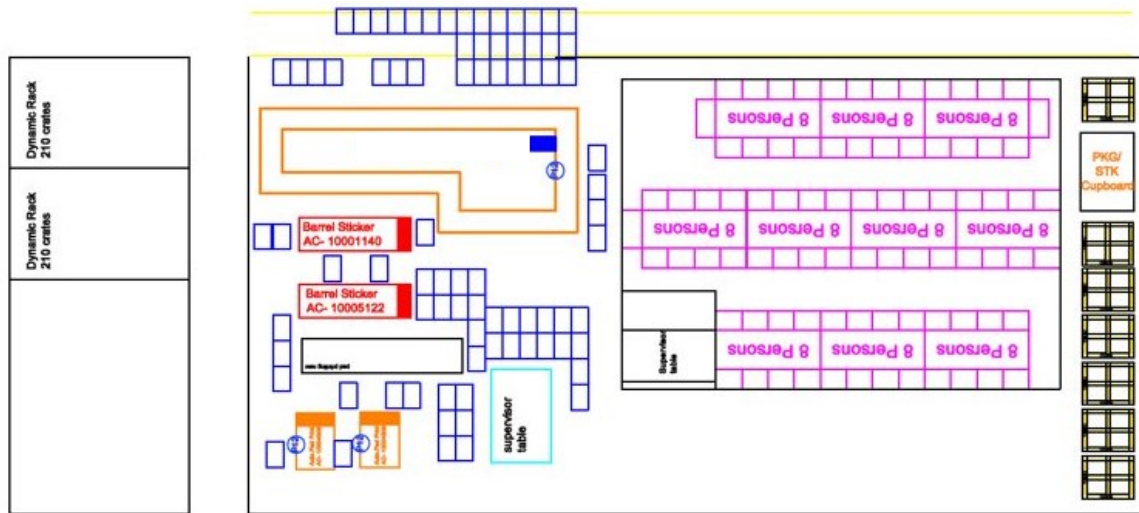 Dynamic Rack
210 crates
Dynamic Rack
210 crates
Barrel Sticker
AC- 10001140
Barrel Sticker
AC- 10005122
supervisor
table
8 Persons
8 Persons
8 Persons
8 Persons
8 Persons
8 Persons
8 Persons
8 Persons
8 Persons
8 Persons
Supervisor
table
PKG/
STK
Cupboard